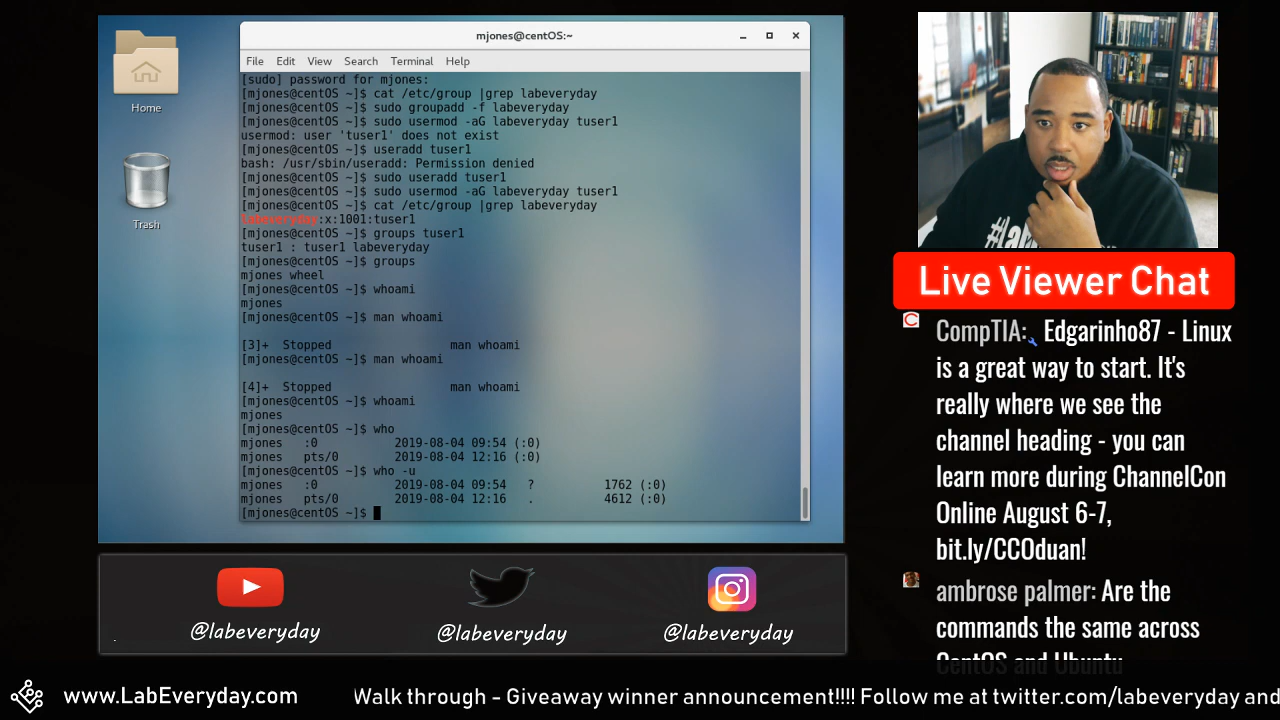 mjones@centOS:~
File Edit View Search Terminal Help
[sudo] password for mjones:
[mjones@centOS ~]$ cat /etc/group |grep labeveryday
[mjones@centOS ~]$ sudo groupadd -f labeveryday
[mjones@centOS ~]$ sudo usermod -aG labeveryday tuser1
usermod: user 'tuser1' does not exist
[mjones@centOS ~]$ useradd tuser1
bash: /usr/sbin/useradd: Permission denied
[mjones@centOS ~]$ sudo useradd tuser1
[mjones@centOS ~]$ sudo usermod -aG labeveryday tuser1
[mjones@centOS ~]$ cat /etc/group |grep labeveryday
labeveryday:x:1001:tuser1
[mjones@centOS ~]$ groups tuser1
tuser1 : tuser1 labeveryday
[mjones@centOS ~]$ groups
mjones wheel
[mjones@centOS ~]$ whoami
mjones
[mjones@centOS ~]$ man whoami
[3]+  Stopped                 man whoami
[mjones@centOS ~]$ man whoami
[4]+  Stopped                 man whoami
[mjones@centOS ~]$ whoami
mjones
[mjones@centOS ~]$ who
mjones   :0           2019-08-04 09:54 (:0)
mjones   pts/0        2019-08-04 12:16 (:0)
[mjones@centOS ~]$ who -u
mjones   :0           2019-08-04 09:54   ?          1762 (:0)
mjones   pts/0        2019-08-04 12:16   .          4612 (:0)
[mjones@centOS ~]$
Home
Trash
Live Viewer Chat
CompTIA: Edgarinho87 - Linux
is a great way to start. It's
really where we see the
channel heading - you can
learn more during ChannelCon
Online August 6-7,
bit.ly/CCOduan!
ambrose palmer: Are the
commands the same across
CentOS and Ubuntu
@labeveryday
@labeveryday
@labeveryday
www.LabEveryday.com
Walk through - Giveaway winner announcement!!!! Follow me at twitter.com/labeveryday and